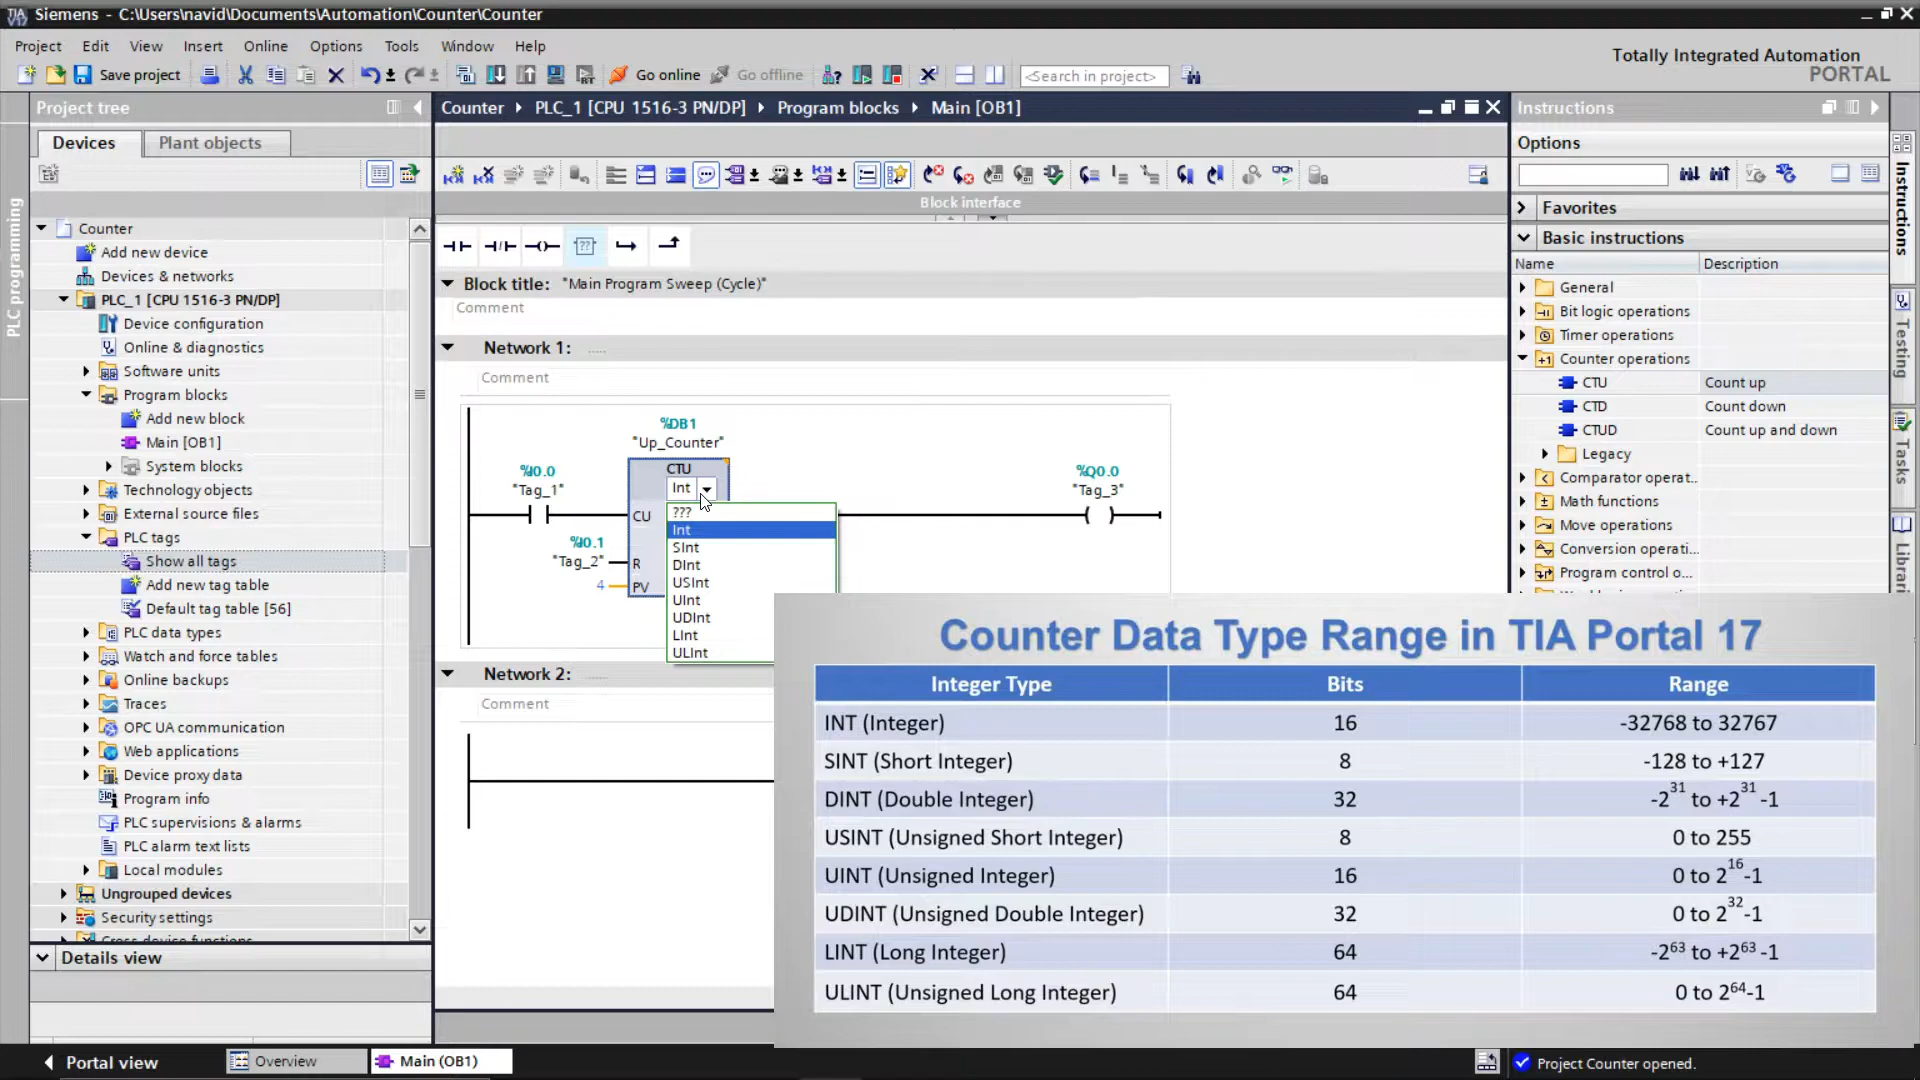 Siemens - C:\Users\navid\Documents\Automation\Counter\Counter
Project Edit View Insert Online Options Tools Window Help
Save project Go online Go offline <Search in project>
Totally Integrated Automation
PORTAL
Project tree
Devices Plant objects
PLC programming
Counter
Add new device
Devices & networks
PLC_1 [CPU 1516-3 PN/DP]
Device configuration
Online & diagnostics
Software units
Program blocks
Add new block
Main [OB1]
System blocks
Technology objects
External source files
PLC tags
Show all tags
Add new tag table
Default tag table [56]
PLC data types
Watch and force tables
Online backups
Traces
OPC UA communication
Web applications
Device proxy data
Program info
PLC supervisions & alarms
PLC alarm text lists
Local modules
Ungrouped devices
Security settings
Cross-device functions
Details view
Counter PLC_1 [CPU 1516-3 PN/DP] Program blocks Main [OB1]
Block interface
Block title: "Main Program Sweep (Cycle)"
Comment
Network 1: .....
Comment
%DB1
"Up_Counter"
CTU
Int
%I0.0
"Tag_1"
CU
%I0.1
"Tag_2"
R
4
PV
%Q0.0
"Tag_3"
???
Int
SInt
DInt
USInt
UInt
UDInt
LInt
ULInt
Network 2: .....
Comment
Instructions
Options
Favorites
Basic instructions
Name Description
General
Bit logic operations
Timer operations
Counter operations
CTU Count up
CTD Count down
CTUD Count up and down
Legacy
Comparator operat...
Math functions
Move operations
Conversion operati...
Program control o...
Instructions
Testing
Tasks
Counter Data Type Range in TIA Portal 17
Integer Type Bits Range
INT (Integer) 16 -32768 to 32767
SINT (Short Integer) 8 -128 to +127
DINT (Double Integer) 32 -2³¹ to +2³¹ -1
USINT (Unsigned Short Integer) 8 0 to 255
UINT (Unsigned Integer) 16 0 to 2¹⁶-1
UDINT (Unsigned Double Integer) 32 0 to 2³²-1
LINT (Long Integer) 64 -2⁶³ to +2⁶³ -1
ULINT (Unsigned Long Integer) 64 0 to 2⁶⁴-1
Portal view Overview Main (OB1) Project Counter opened.